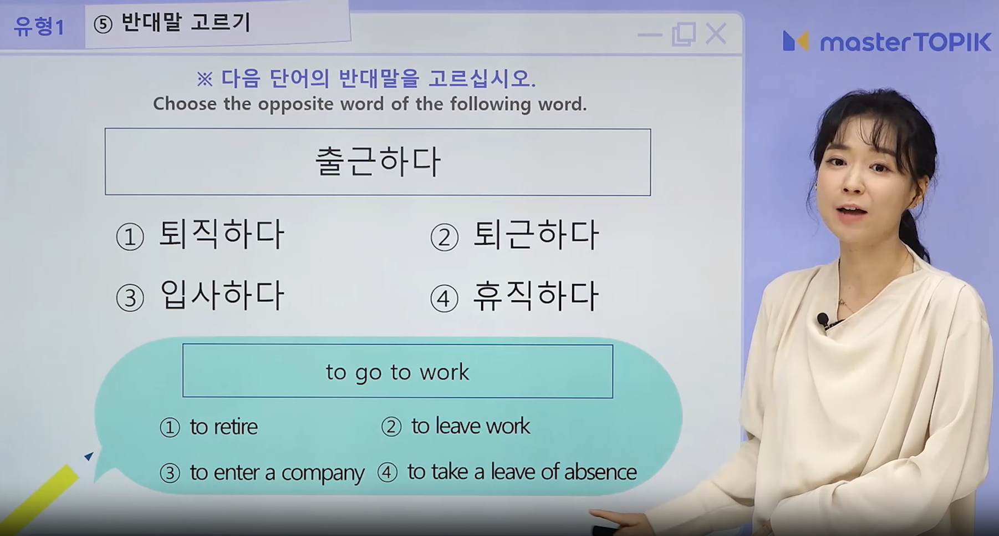 유형1
⑤ 반대말 고르기
masterTOPIK
※ 다음 단어의 반대말을 고르십시오.
Choose the opposite word of the following word.
출근하다
① 퇴직하다 ② 퇴근하다
③ 입사하다 ④ 휴직하다
to go to work
① to retire ② to leave work
③ to enter a company ④ to take a leave of absence